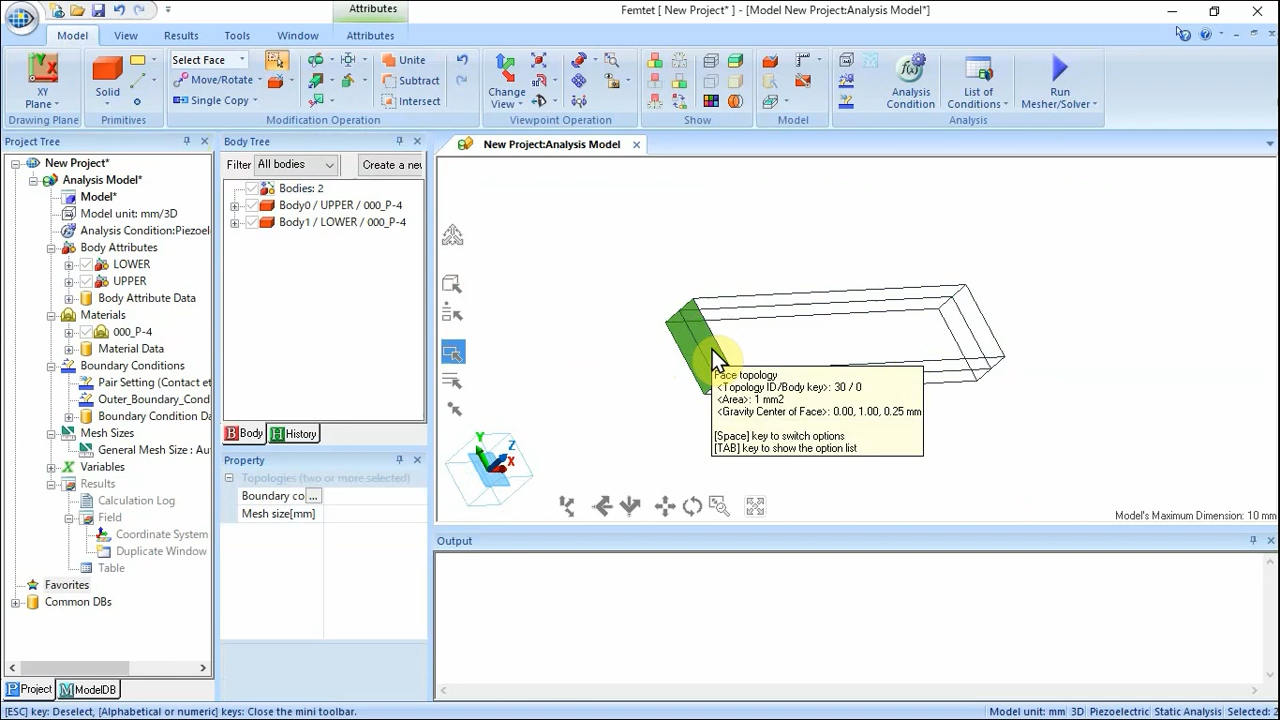 Attributes
Femtet [ New Project* ] - [Model New Project:Analysis Model*]
Model
View
Results
Tools
Window
Attributes
XY
Plane
Drawing Plane
Solid
Primitives
Select Face
Move/Rotate
Single Copy
Unite
Subtract
Intersect
Modification Operation
Change
View
Viewpoint Operation
Show
Model
Analysis
Condition
List of
Conditions
Run
Mesher/Solver
Analysis
Project Tree
New Project*
Analysis Model*
Model*
Model unit: mm/3D
Analysis Condition:Piezoel
Body Attributes
LOWER
UPPER
Body Attribute Data
Materials
000_P-4
Material Data
Boundary Conditions
Pair Setting (Contact et
Outer_Boundary_Cond
Boundary Condition Da
Mesh Sizes
General Mesh Size : Au
Variables
Results
Calculation Log
Field
Coordinate System
Duplicate Window
Table
Favorites
Common DBs
Project
ModelDB
Body Tree
Filter All bodies Create a nev
Bodies: 2
Body0 / UPPER / 000_P-4
Body1 / LOWER / 000_P-4
B Body
H History
Property
Topologies (two or more selected)
Boundary co ...
Mesh size[mm]
New Project:Analysis Model
Face topology
<Topology ID/Body key>: 30 / 0
<Area>: 1 mm2
<Gravity Center of Face>: 0.00, 1.00, 0.25 mm
[Space] key to switch options
[TAB] key to show the option list
Y
Z
X
Model's Maximum Dimension: 10 mm
Output
[ESC] key: Deselect, [Alphabetical or numeric] keys: Close the mini toolbar.
Model unit: mm 3D Piezoelectric Static Analysis Selected: 2